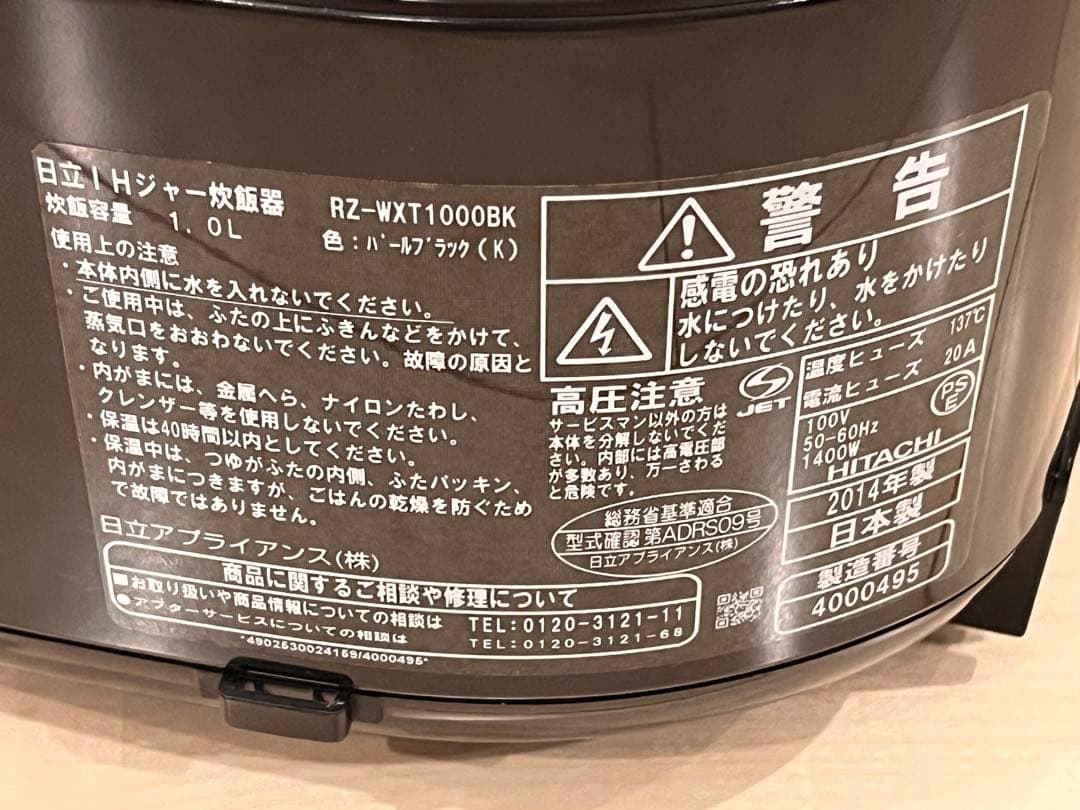 日立IHジャー炊飯器 RZ-WXT1000BK
炊飯容量 1.0L 色:パールブラック(K)
使用上の注意
・本体内側に水を入れないでください。
・ご使用中は、ふたの上にふきんなどをかけて、
蒸気口をおおわないでください。故障の原因と
なります。
・内がまには、金属へら、ナイロンたわし、
クレンザー等を使用しないでください。
・保温は40時間以内としてください。
・保温中は、つゆがふたの内側、ふたパッキン、
内がまにつきますが、ごはんの乾燥を防ぐため
で故障ではありません。
日立アプライアンス(株)
商品に関するご相談や修理について
■お取り扱いや商品情報についての相談は TEL:0120-3121-11
●アフターサービスについての相談は TEL:0120-3121-68
*4902530024159/4000495*
警告
感電の恐れあり
水につけたり、水をかけたり
しないでください。
高圧注意
サービスマン以外の方は
本体を分解しないでくだ
さい。内部には高電圧部
が多数あり、万一さわる
と危険です。
JET
温度ヒューズ 137℃
電流ヒューズ 20A
100V
50-60Hz
1400W
PS
E
HITACHI
2014年製
日本製
製造番号
4000495
総務省基準適合
型式確認 第ADRS09号
日立アプライアンス(株)